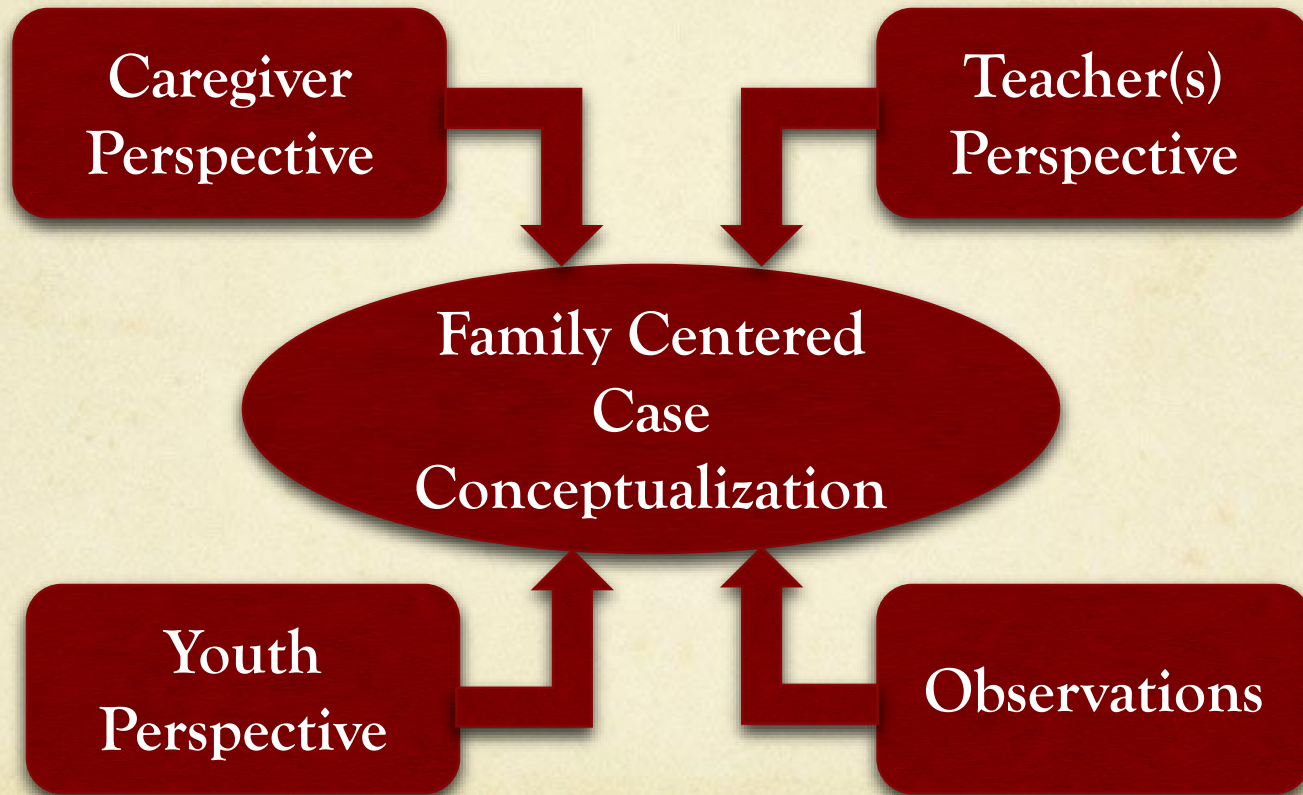 Caregiver
Perspective
Teacher(s)
Perspective
Family Centered
Case
Conceptualization
Youth
Perspective
Observations